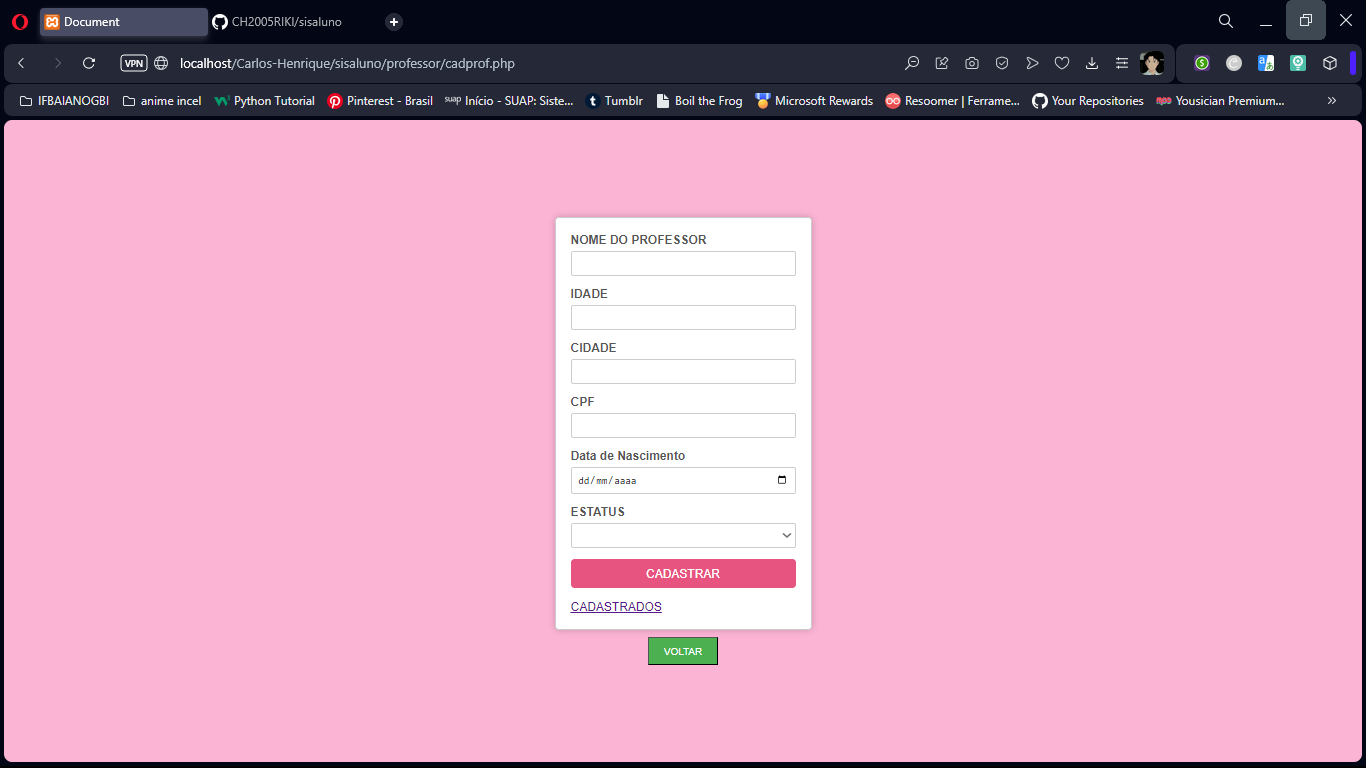 Document CH2005RIKI/sisaluno
VPN localhost/Carlos-Henrique/sisaluno/professor/cadprof.php
IFBAIANOGBI anime incel Python Tutorial Pinterest - Brasil suap Início - SUAP: Siste... Tumblr Boil the Frog Microsoft Rewards Resoomer | Ferrame... Your Repositories Yousician Premium...
NOME DO PROFESSOR
IDADE
CIDADE
CPF
Data de Nascimento
dd/mm/aaaa
ESTATUS
CADASTRAR
CADASTRADOS
VOLTAR